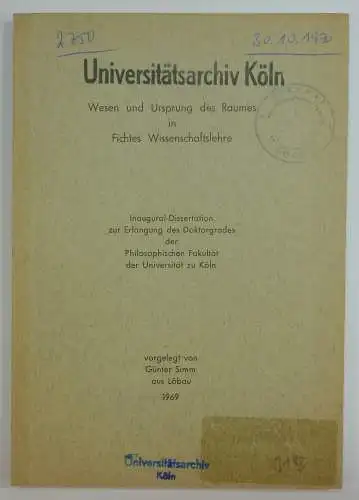 2750
30.10.1970
Universitätsarchiv Köln
Wesen und Ursprung des Raumes
in
Fichtes Wissenschaftslehre
Inaugural-Dissertation
zur Erlangung des Doktorgrades
der
Philosophischen Fakultät
der Universität zu Köln
vorgelegt von
Günter Simm
aus Löbau
1969
Universitätsarchiv
Köln